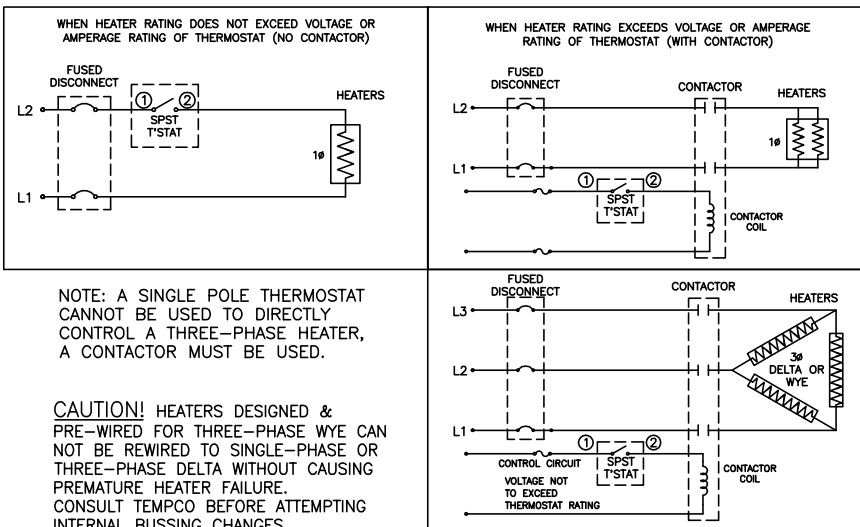 WHEN HEATER RATING DOES NOT EXCEED VOLTAGE OR
AMPERAGE RATING OF THERMOSTAT (NO CONTACTOR)
FUSED
DISCONNECT
L2
1
2
SPST
T'STAT
HEATERS
1ø
L1
WHEN HEATER RATING EXCEEDS VOLTAGE OR AMPERAGE
RATING OF THERMOSTAT (WITH CONTACTOR)
FUSED
DISCONNECT
CONTACTOR
HEATERS
L2
1ø
L1
1
2
SPST
T'STAT
CONTACTOR
COIL
NOTE: A SINGLE POLE THERMOSTAT
CANNOT BE USED TO DIRECTLY
CONTROL A THREE-PHASE HEATER,
A CONTACTOR MUST BE USED.
CAUTION! HEATERS DESIGNED &
PRE-WIRED FOR THREE-PHASE WYE CAN
NOT BE REWIRED TO SINGLE-PHASE OR
THREE-PHASE DELTA WITHOUT CAUSING
PREMATURE HEATER FAILURE.
CONSULT TEMPCO BEFORE ATTEMPTING
INTERNAL BUSSING CHANGES
FUSED
DISCONNECT
CONTACTOR
HEATERS
L3
3ø
DELTA OR
WYE
L2
L1
1
2
SPST
T'STAT
CONTROL CIRCUIT
VOLTAGE NOT
TO EXCEED
THERMOSTAT RATING
CONTACTOR
COIL